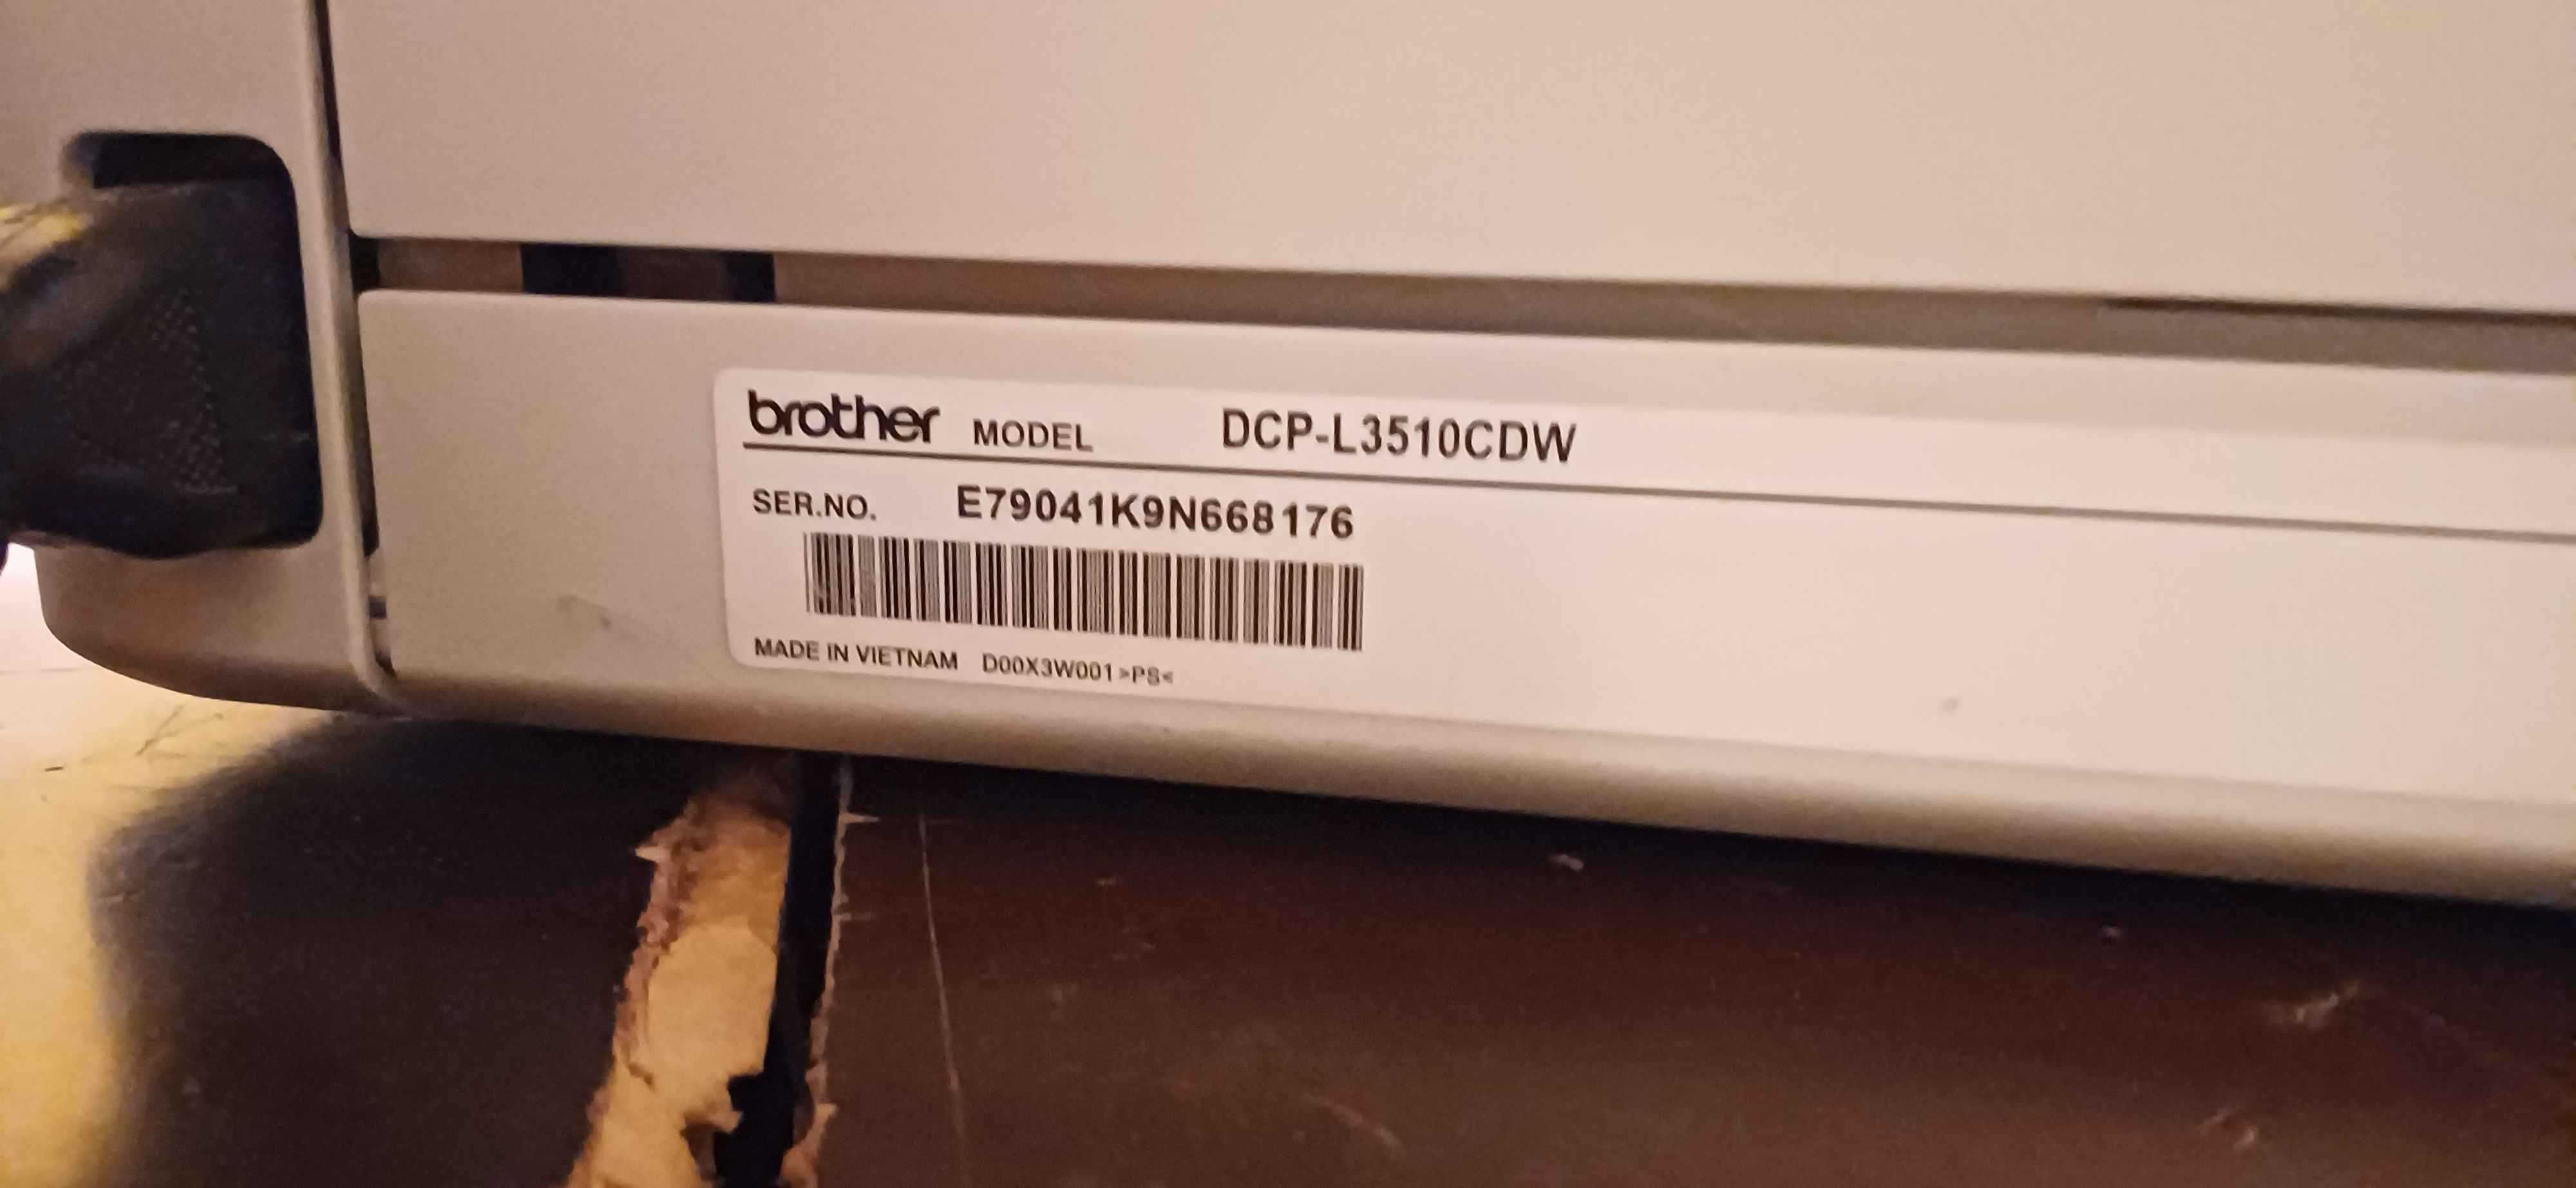 brother MODEL DCP-L3510CDW
SER.NO. E79041K9N668176
MADE IN VIETNAM D00X3W001 >PS<